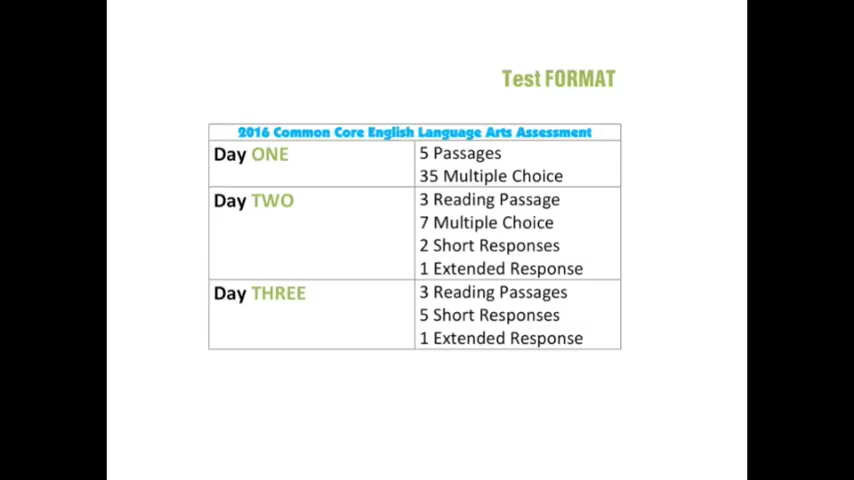 Test FORMAT
2016 Common Core English Language Arts Assessment
Day ONE
5 Passages
35 Multiple Choice
Day TWO
3 Reading Passage
7 Multiple Choice
2 Short Responses
1 Extended Response
Day THREE
3 Reading Passages
5 Short Responses
1 Extended Response